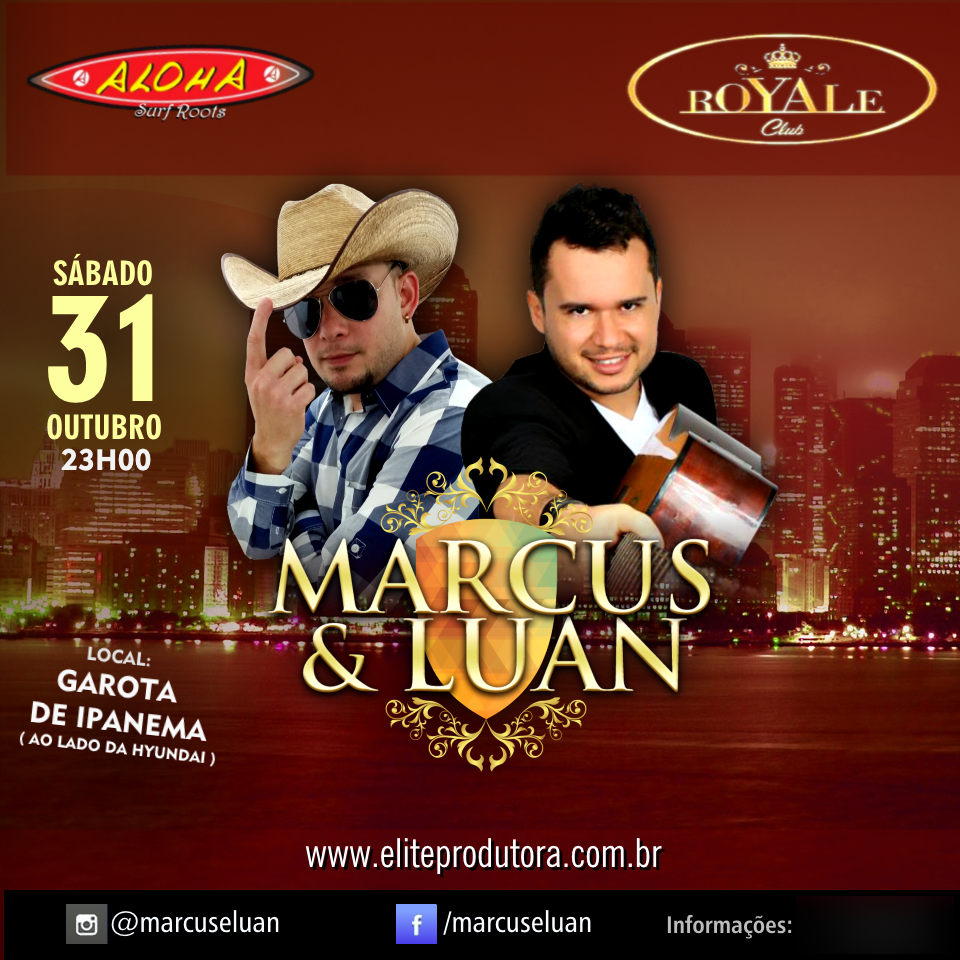 ALOHA
Surf Roots
ROYALE
Club
SÁBADO
31
OUTUBRO
23H00
MARCUS
& LUAN
LOCAL:
GAROTA
DE IPANEMA
( AO LADO DA HYUNDAI )
www.eliteprodutora.com.br
@marcuseluan
/marcuseluan
Informações: